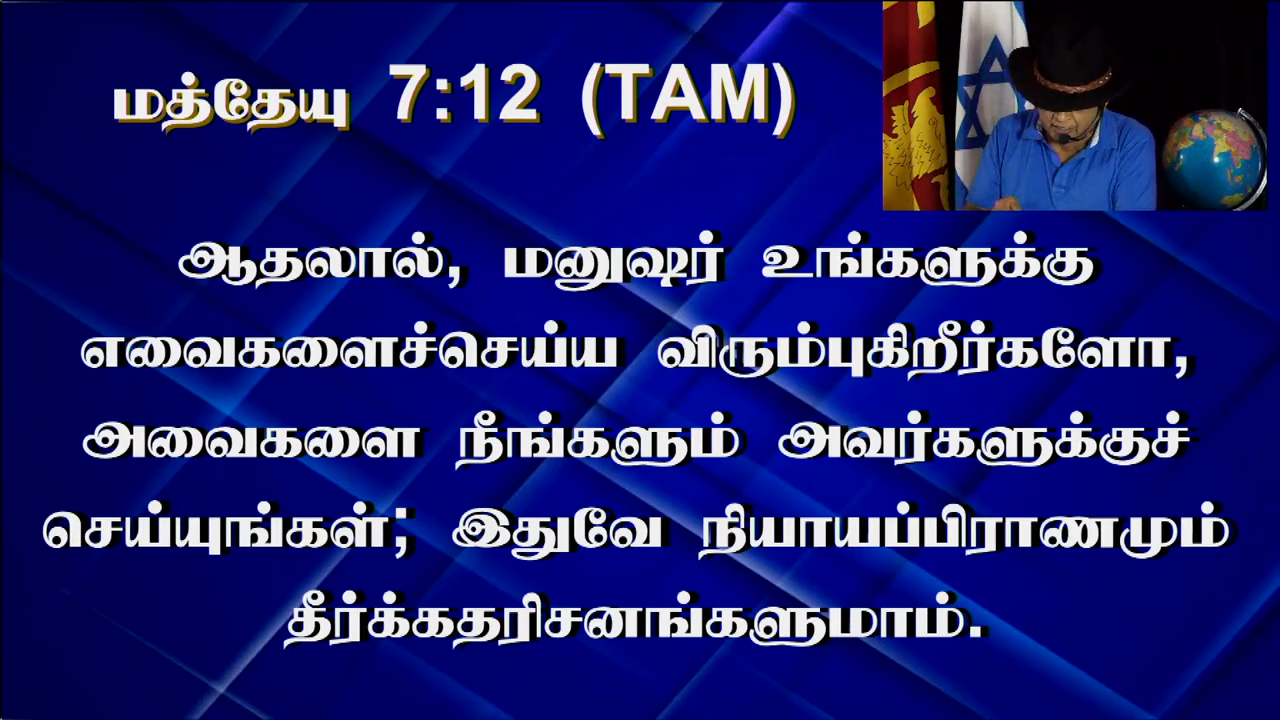 மத்தேயு 7:12 (TAM)
ஆதலால், மனுஷர் உங்களுக்கு
எவைகளைச்செய்ய விரும்புகிறீர்களோ,
அவைகளை நீங்களும் அவர்களுக்குச்
செய்யுங்கள்; இதுவே நியாயப்பிராணமும்
தீர்க்கதரிசனங்களுமாம்.